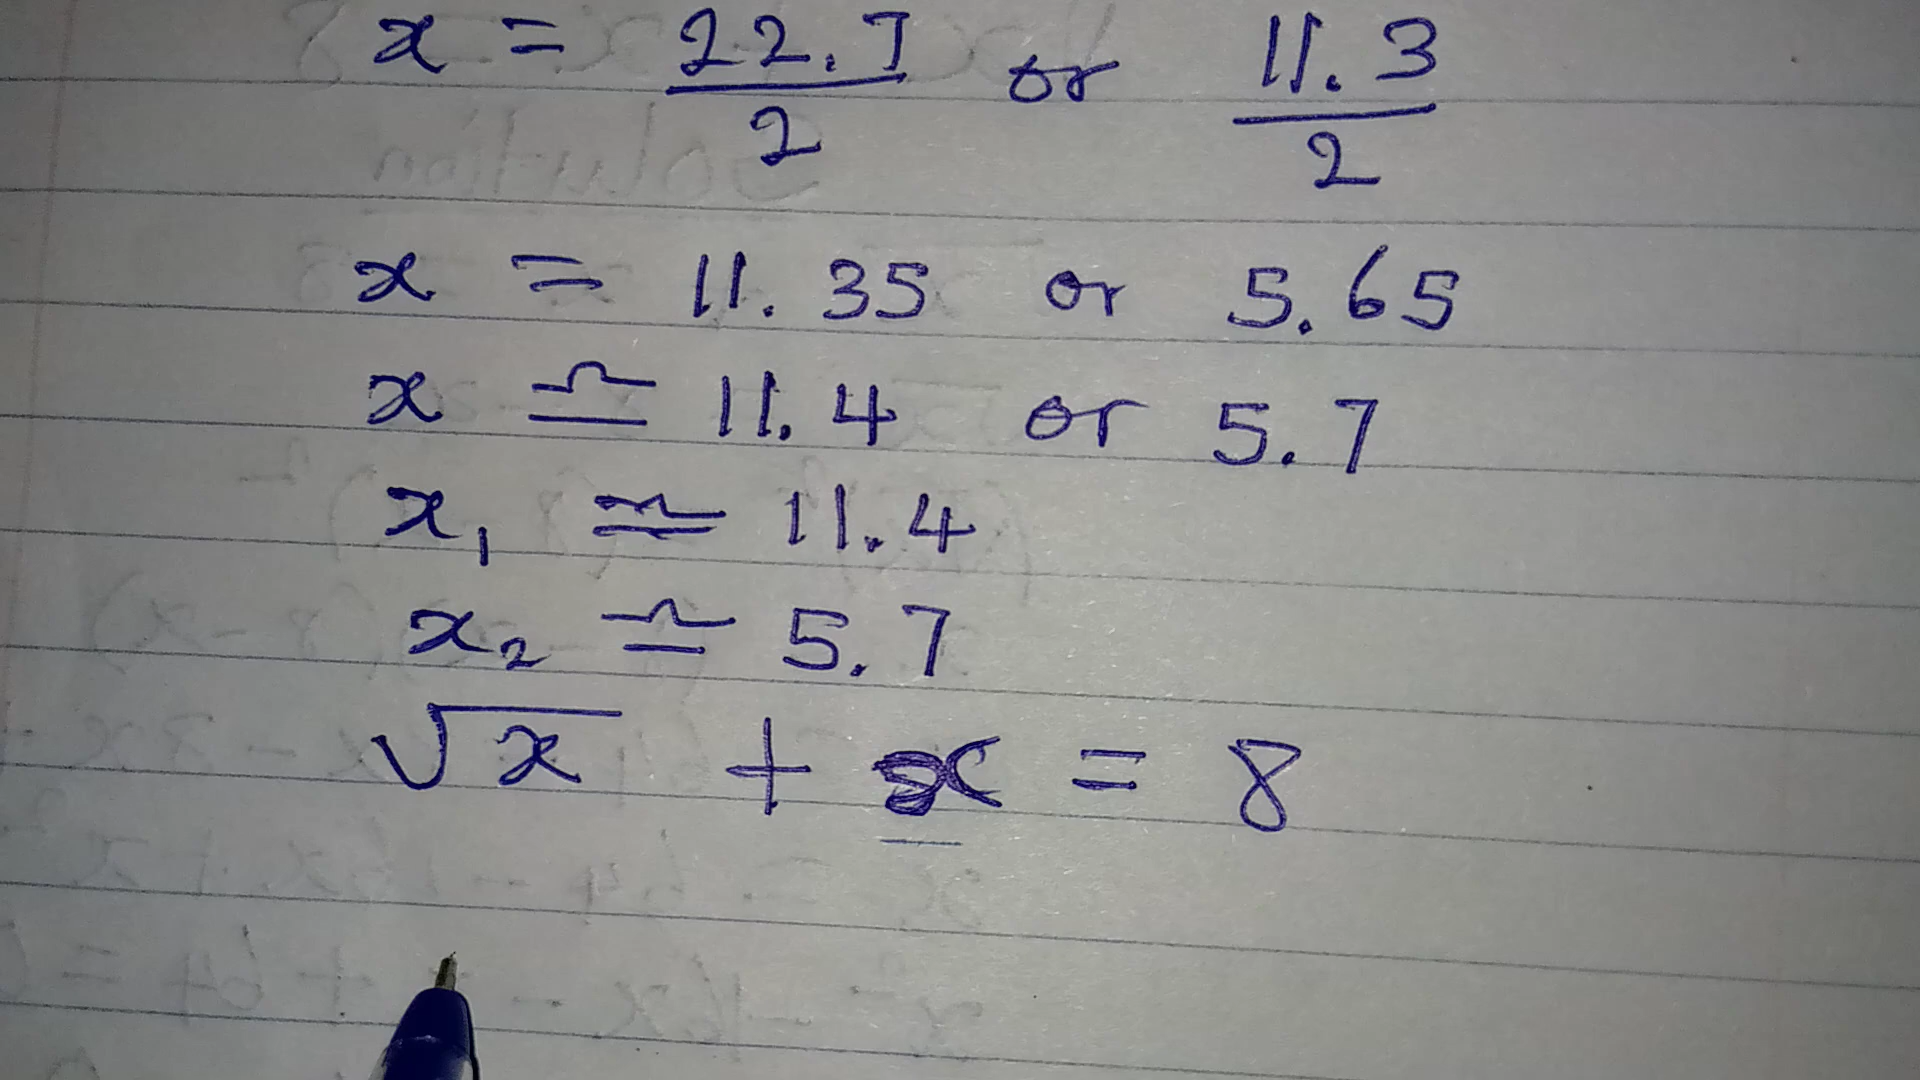 x = 22.7/2 or 11.3/2
x = 11.35 or 5.65
x ≏ 11.4 or 5.7
x₁ ≃ 11.4
x₂ ≏ 5.7
√x + x = 8